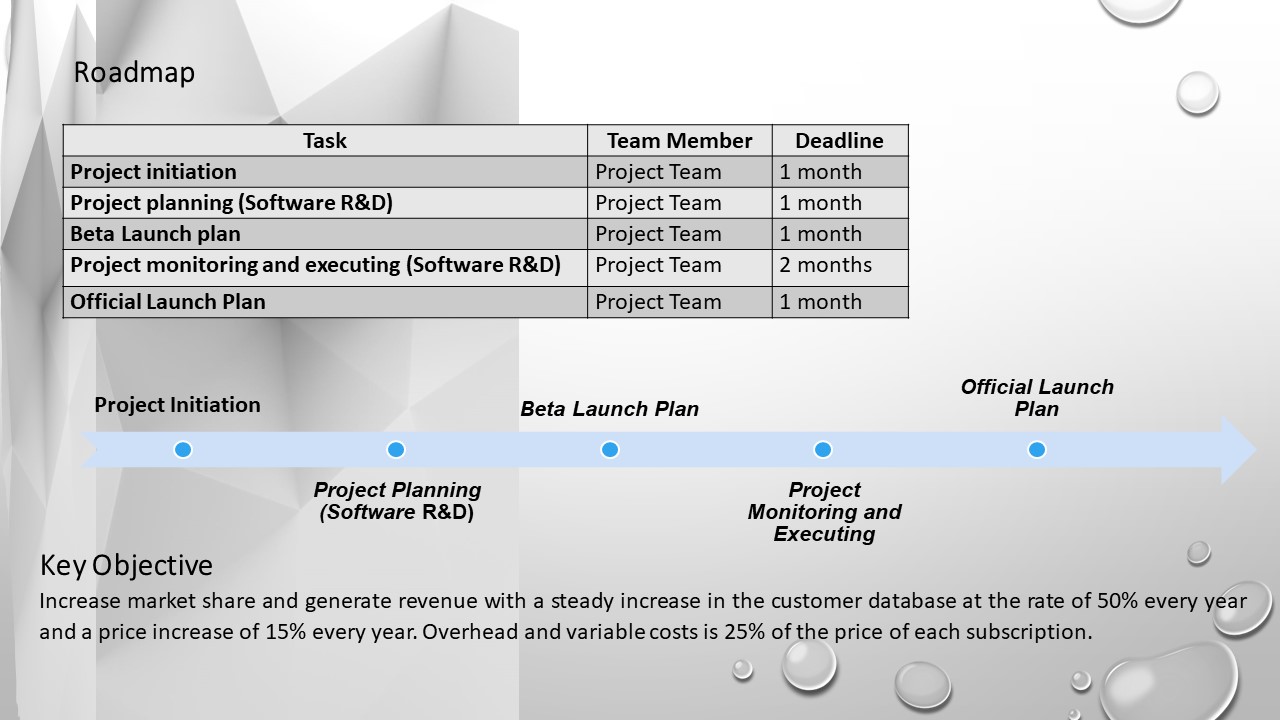 Roadmap
Task Team Member Deadline
Project initiation Project Team 1 month
Project planning (Software R&D) Project Team 1 month
Beta Launch plan Project Team 1 month
Project monitoring and executing (Software R&D) Project Team 2 months
Official Launch Plan Project Team 1 month
Project Initiation
Project Planning
(Software R&D)
Beta Launch Plan
Project
Monitoring and
Executing
Official Launch
Plan
Key Objective
Increase market share and generate revenue with a steady increase in the customer database at the rate of 50% every year
and a price increase of 15% every year. Overhead and variable costs is 25% of the price of each subscription.